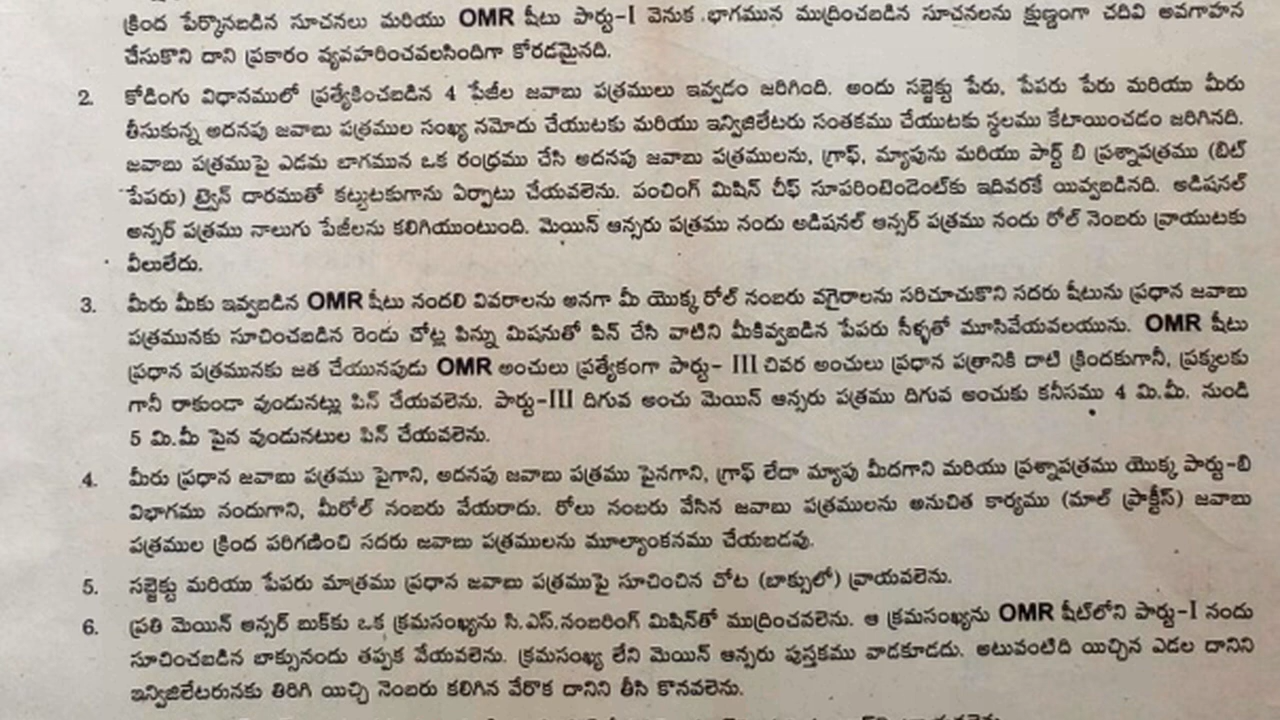 క్రింద పేర్కొనబడిన సూచనలు మరియు OMR షీటు పార్టు-I వెనుక భాగమున ముద్రించబడిన సూచనలను క్షుణ్ణంగా చదివి అవగాహన
చేసుకొని దాని ప్రకారం వ్యవహరించవలసిందిగా కోరడమైనది.
2. కోడింగు విధానములో ప్రత్యేకించబడిన 4 పేజీల జవాబు పత్రములు ఇవ్వడం జరిగింది. అందు సబ్జెక్టు పేరు, పేపరు పేరు మరియు మీరు
తీసుకున్న అదనపు జవాబు పత్రముల సంఖ్య నమోదు చేయుటకు మరియు ఇన్విజిలేటరు సంతకము చేయుటకు స్థలము కేటాయించడం జరిగినది.
జవాబు పత్రముపై ఎడమ బాగమున ఒక రంధ్రము చేసి అదనపు జవాబు పత్రములను, గ్రాఫ్, మ్యాపును మరియు పార్ట్ బి ప్రశ్నాపత్రము (బిట్
పేపరు) ట్వైన్ దారముతో కట్టుటకుగాను ఏర్పాటు చేయవలెను. పంచింగ్ మిషిన్ చీఫ్ సూపరింటెండెంట్‌కు ఇదివరకే యివ్వబడినది. అడిషనల్
అన్సర్ పత్రము నాలుగు పేజీలను కలిగియుంటుంది. మెయిన్ ఆన్సరు పత్రము నందు అడిషనల్ ఆన్సర్ పత్రము నందు రోల్ నెంబరు వ్రాయుటకు
వీలులేదు.
3. మీరు మీకు ఇవ్వబడిన OMR షీటు నందలి వివరాలను అనగా మీ యొక్క రోల్ నంబరు వగైరాలను సరిచూచుకొని సదరు షీటును ప్రధాన జవాబు
పత్రమునకు సూచించబడిన రెండు చోట్ల పిన్ను మిషనుతో పిన్ చేసి వాటిని మీకివ్వబడిన పేపరు సీళ్ళతో మూసివేయవలయును. OMR షీటు
ప్రధాన పత్రమునకు జత చేయునపుడు OMR అంచులు ప్రత్యేకంగా పార్టు- III చివర అంచులు ప్రధాన పత్రానికి దాటి క్రిందకుగానీ, ప్రక్కలకు
గానీ రాకుండా వుండునట్లు పిన్ చేయవలెను. పార్టు-III దిగువ అంచు మెయిన్ ఆన్సరు పత్రము దిగువ అంచుకు కనీసము 4 మి.మీ. నుండి
5 మి.మీ పైన వుండునటుల పిన్ చేయవలెను.
4. మీరు ప్రధాన జవాబు పత్రము పైగాని, అదనపు జవాబు పత్రము పైనగాని, గ్రాఫ్ లేదా మ్యాపు మీదగాని మరియు ప్రశ్నాపత్రము యొక్క పార్టు-బి
విభాగము నందుగాని, మీరోల్ నంబరు వేయరాదు. రోలు నంబరు వేసిన జవాబు పత్రములను అనుచిత కార్యము (మాల్ ప్రాక్టీస్) జవాబు
పత్రముల క్రింద పరిగణించి సదరు జవాబు పత్రములను మూల్యాంకనము చేయబడవు.
5. సబ్జెక్టు మరియు పేపరు మాత్రము ప్రధాన జవాబు పత్రముపై సూచించిన చోట (బాక్సులో) వ్రాయవలెను.
6. ప్రతి మెయిన్ అన్సర్ బుక్‌కు ఒక క్రమసంఖ్యను సి.ఎస్.నంబరింగ్ మిషిన్‌తో ముద్రించవలెను. ఆ క్రమసంఖ్యను OMR షీట్‌లోని పార్టు-I నందు
సూచించబడిన బాక్సునందు తప్పక వేయవలెను. క్రమసంఖ్య లేని మెయిన్ ఆన్సరు పుస్తకము వాడకూడదు. అటువంటిది యిచ్చిన ఎడల దానిని
ఇన్విజిలేటరునకు తిరిగి యిచ్చి నెంబరు కలిగిన వేరొక దానిని తీసి కొనవలెను.